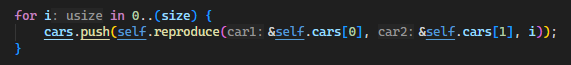 for i: usize in 0..(size) {
cars.push(self.reproduce(car1: &self.cars[0], car2: &self.cars[1], i));
}